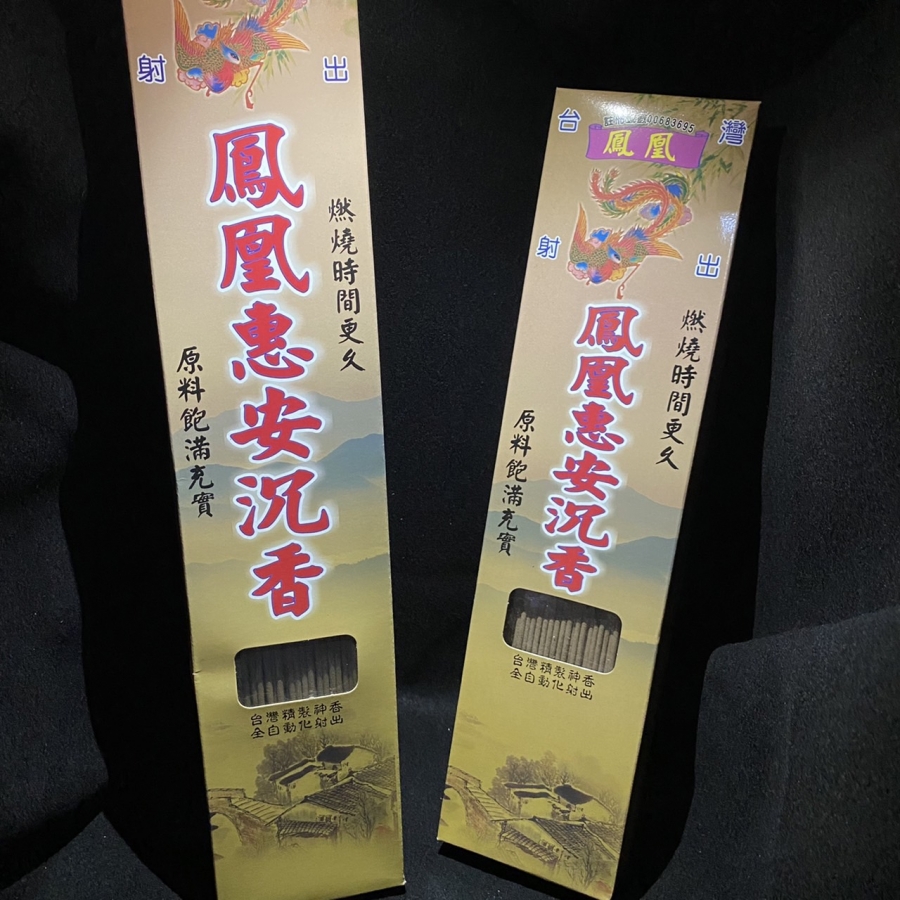 射 出
鳳凰惠安沉香
燃燒時間更久
原料飽滿充實
台灣精製神香
全自動化射出
台 灣
鳳凰
射 出
鳳凰惠安沉香
燃燒時間更久
原料飽滿充實
台灣精製神香
全自動化射出